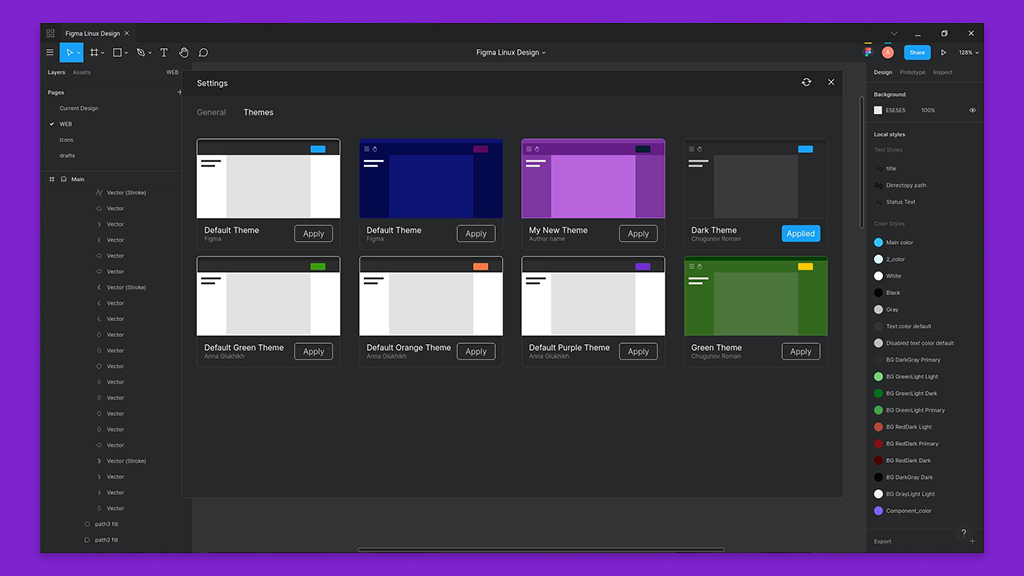 Figma Linux Design
Figma Linux Design
A
Share
128%
Layers
Assets
WEB
Pages
Current Design
WEB
Icons
drafts
Main
Vector (Stroke)
Vector
Vector
Vector
Vector
Vector
Vector (Stroke)
Vector
Vector
Vector
Vector
Vector
Vector
Vector
Vector
Vector
Vector
Vector (Stroke)
Vector
Vector
Vector
path3 fill
path2 fill
Settings
General
Themes
Default Theme
Figma
Apply
Default Theme
Figma
Apply
My New Theme
Author name
Apply
Dark Theme
Chugunov Roman
Applied
Default Green Theme
Anna Glukhikh
Apply
Default Orange Theme
Anna Glukhikh
Apply
Default Purple Theme
Anna Glukhikh
Apply
Green Theme
Chugunov Roman
Apply
Design
Prototype
Inspect
Background
E5E5E5
100%
Local styles
Text Styles
Ag title
Ag Directopy path
Ag Status Text
Color Styles
Main color
2_color
White
Black
Gray
Text color default
Disabled text color default
BG DarkGray Primary
BG GreenLight Light
BG GreenLight Dark
BG GreenLight Primary
BG RedDark Light
BG RedDark Primary
BG RedDark Dark
BG DarkGray Dark
BG GrayLight Light
Component_color
Export
?